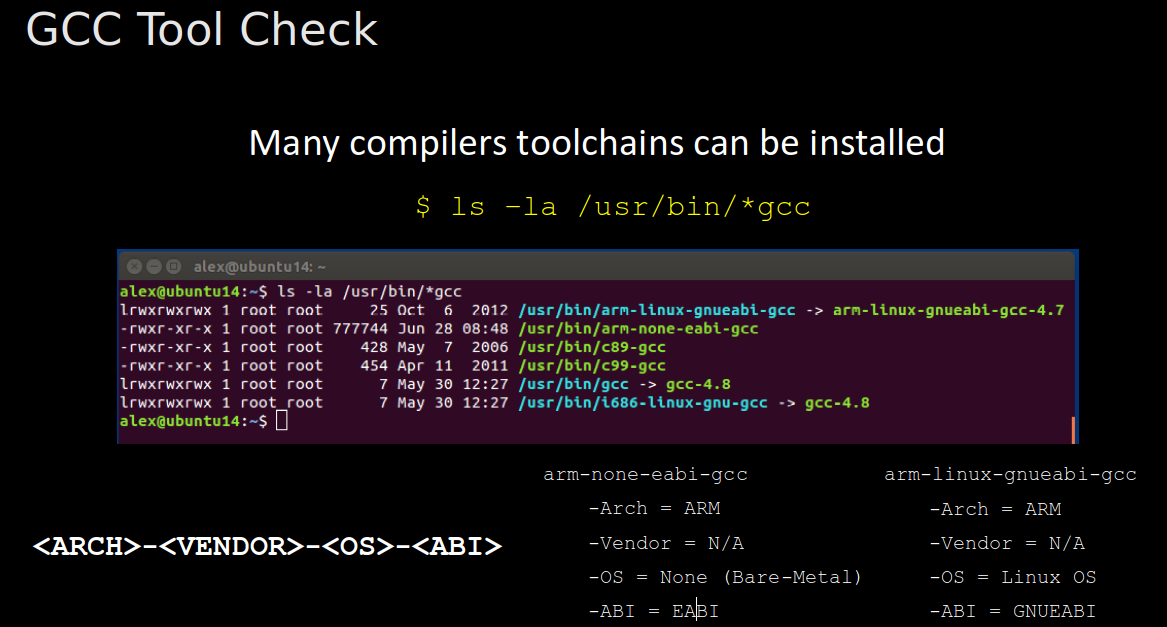 GCC Tool Check
Many compilers toolchains can be installed
$ ls –la /usr/bin/*gcc
alex@ubuntu14: ~
alex@ubuntu14:~$ ls -la /usr/bin/*gcc
lrwxrwxrwx 1 root root     25 Oct  6  2012 /usr/bin/arm-linux-gnueabi-gcc -> arm-linux-gnueabi-gcc-4.7
-rwxr-xr-x 1 root root 777744 Jun 28 08:48 /usr/bin/arm-none-eabi-gcc
-rwxr-xr-x 1 root root    428 May  7  2006 /usr/bin/c89-gcc
-rwxr-xr-x 1 root root    454 Apr 11  2011 /usr/bin/c99-gcc
lrwxrwxrwx 1 root root      7 May 30 12:27 /usr/bin/gcc -> gcc-4.8
lrwxrwxrwx 1 root root      7 May 30 12:27 /usr/bin/i686-linux-gnu-gcc -> gcc-4.8
alex@ubuntu14:~$
<ARCH>-<VENDOR>-<OS>-<ABI>
arm-none-eabi-gcc
-Arch = ARM
-Vendor = N/A
-OS = None (Bare-Metal)
-ABI = EABI
arm-linux-gnueabi-gcc
-Arch = ARM
-Vendor = N/A
-OS = Linux OS
-ABI = GNUEABI